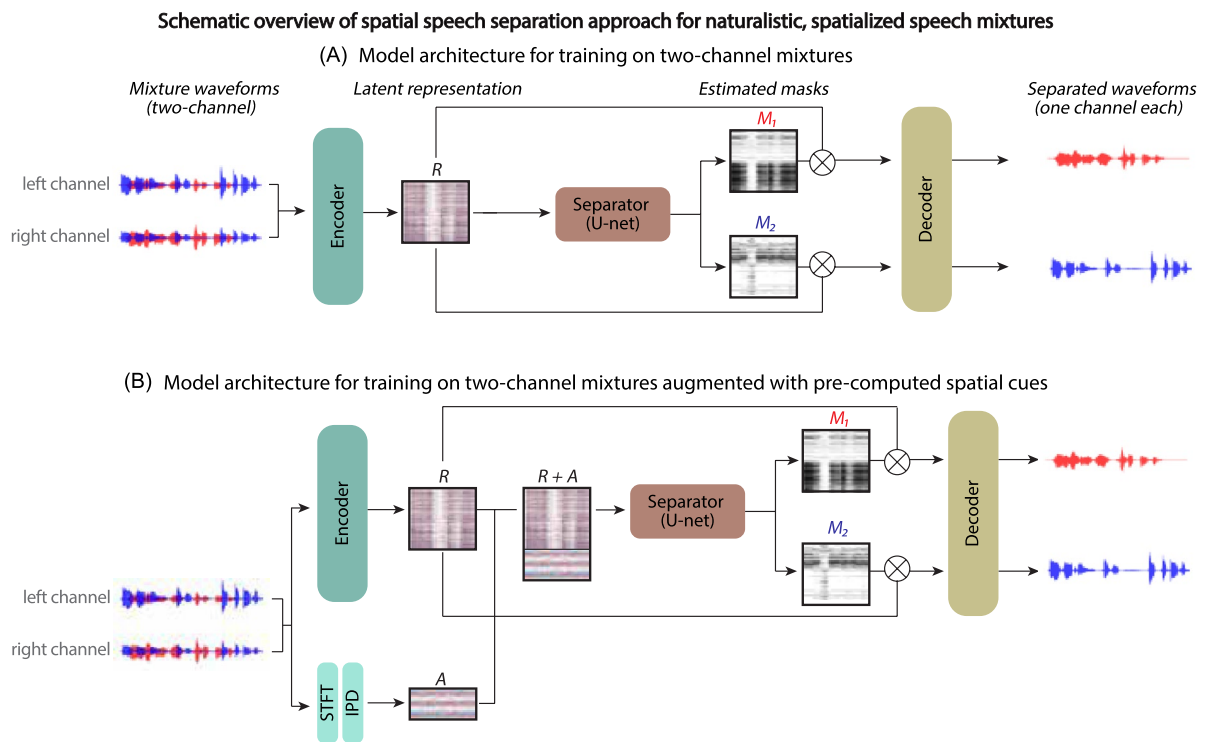 Schematic overview of spatial speech separation approach for naturalistic, spatialized speech mixtures
(A) Model architecture for training on two-channel mixtures
Mixture waveforms
(two-channel)
Latent representation
Estimated masks
Separated waveforms
(one channel each)
left channel
right channel
Encoder
R
Separator
(U-net)
M1
M2
Decoder
(B) Model architecture for training on two-channel mixtures augmented with pre-computed spatial cues
left channel
right channel
Encoder
STFT
IPD
R
A
R + A
Separator
(U-net)
M1
M2
Decoder